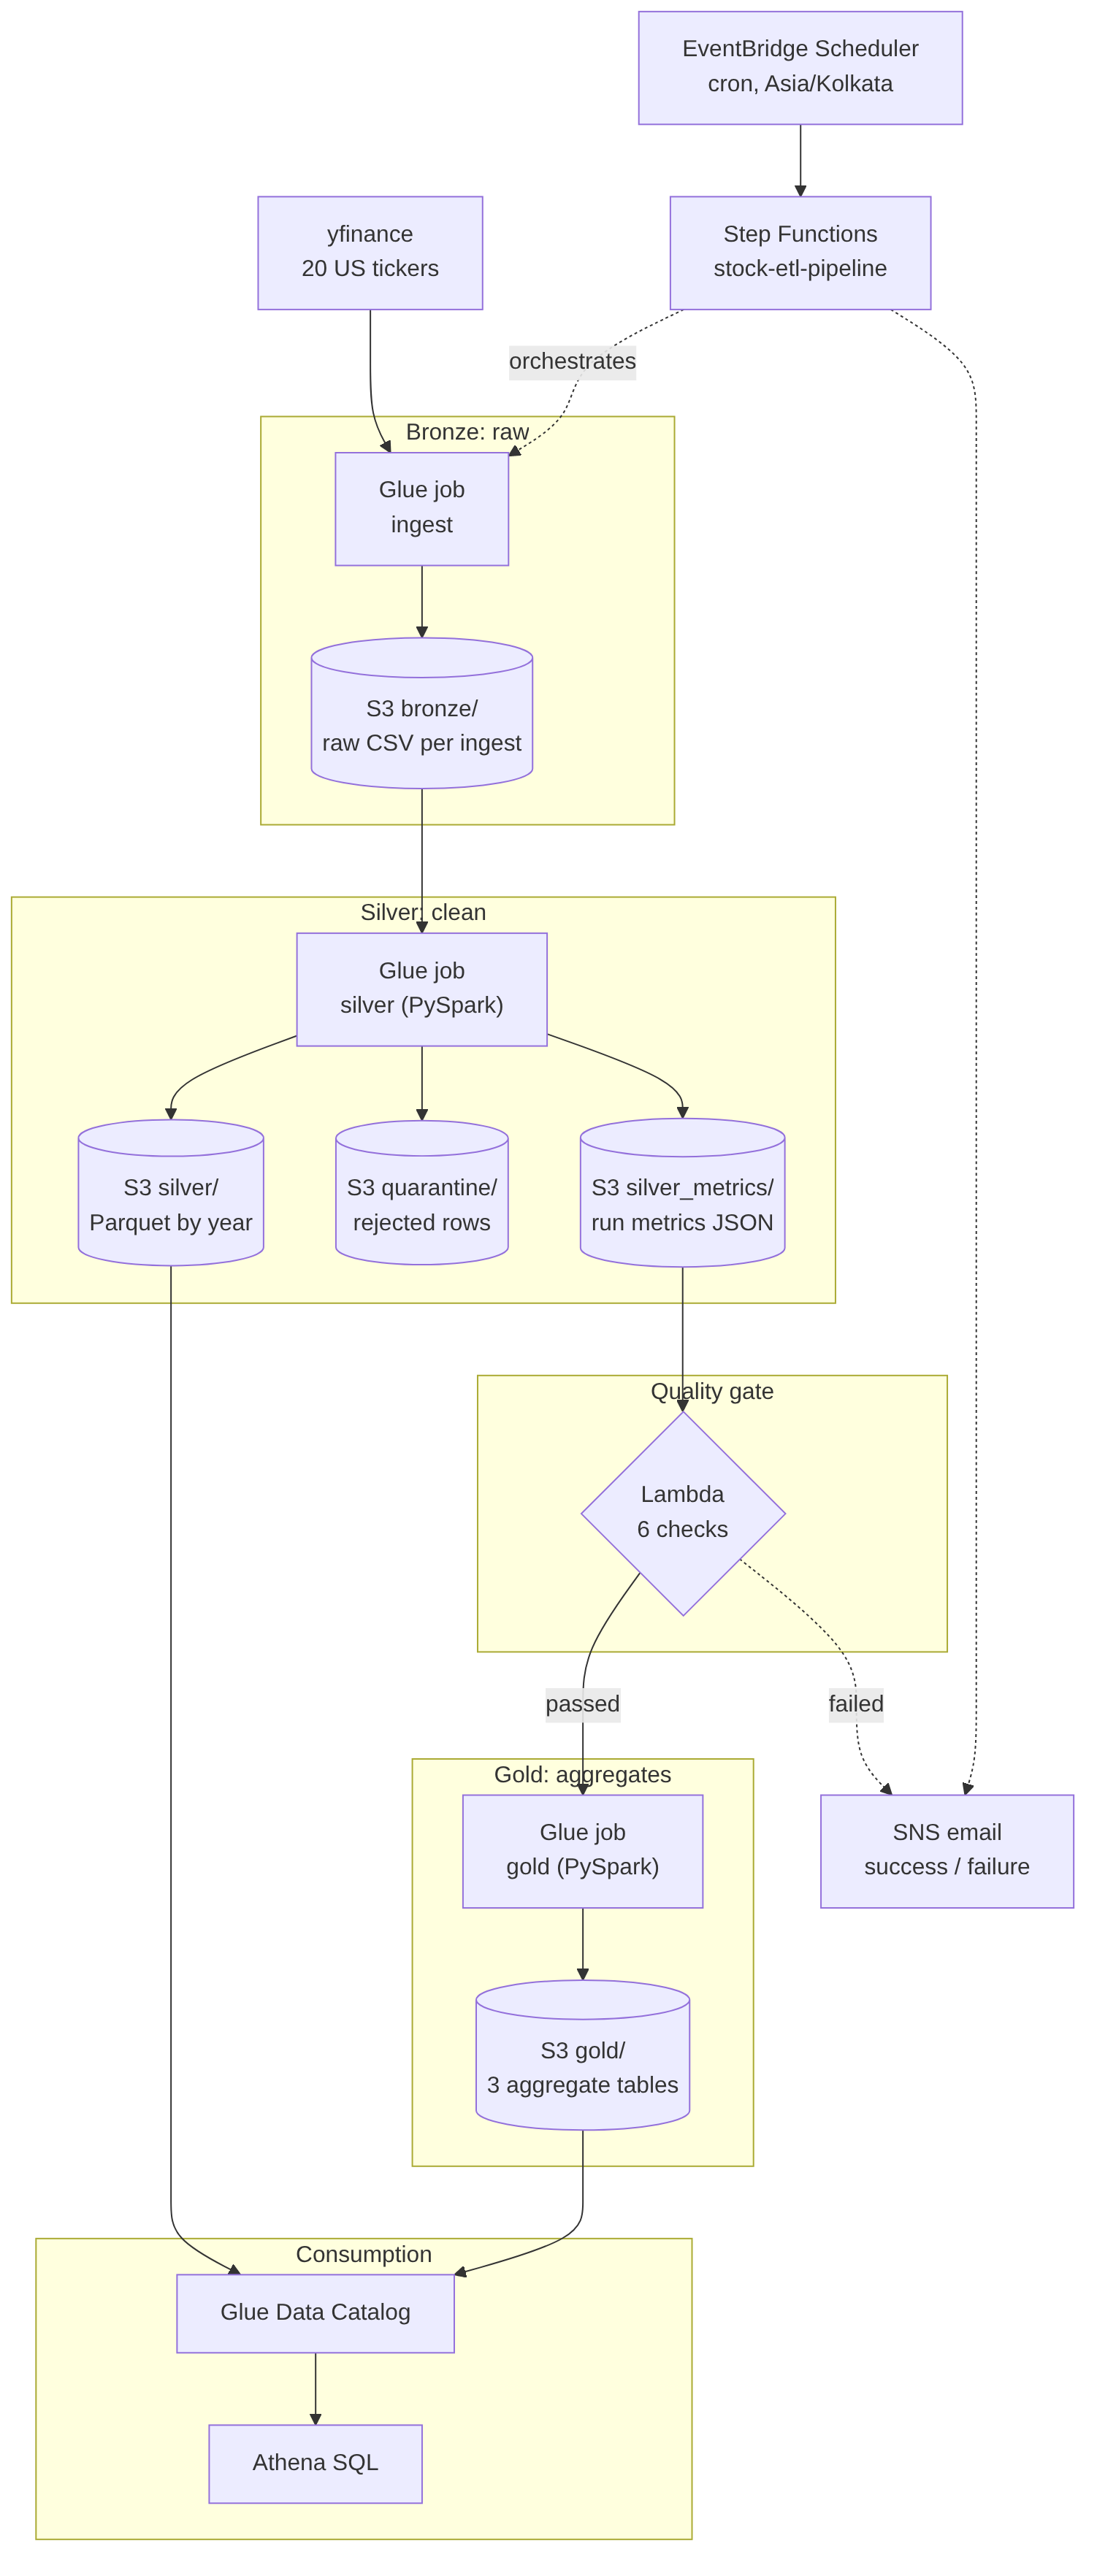 EventBridge Scheduler
cron, Asia/Kolkata
yfinance
20 US tickers
Step Functions
stock-etl-pipeline
orchestrates
Bronze: raw
Glue job
ingest
S3 bronze/
raw CSV per ingest
Silver: clean
Glue job
silver (PySpark)
S3 silver/
Parquet by year
S3 quarantine/
rejected rows
S3 silver_metrics/
run metrics JSON
Quality gate
Lambda
6 checks
passed
failed
Gold: aggregates
Glue job
gold (PySpark)
SNS email
success / failure
S3 gold/
3 aggregate tables
Consumption
Glue Data Catalog
Athena SQL